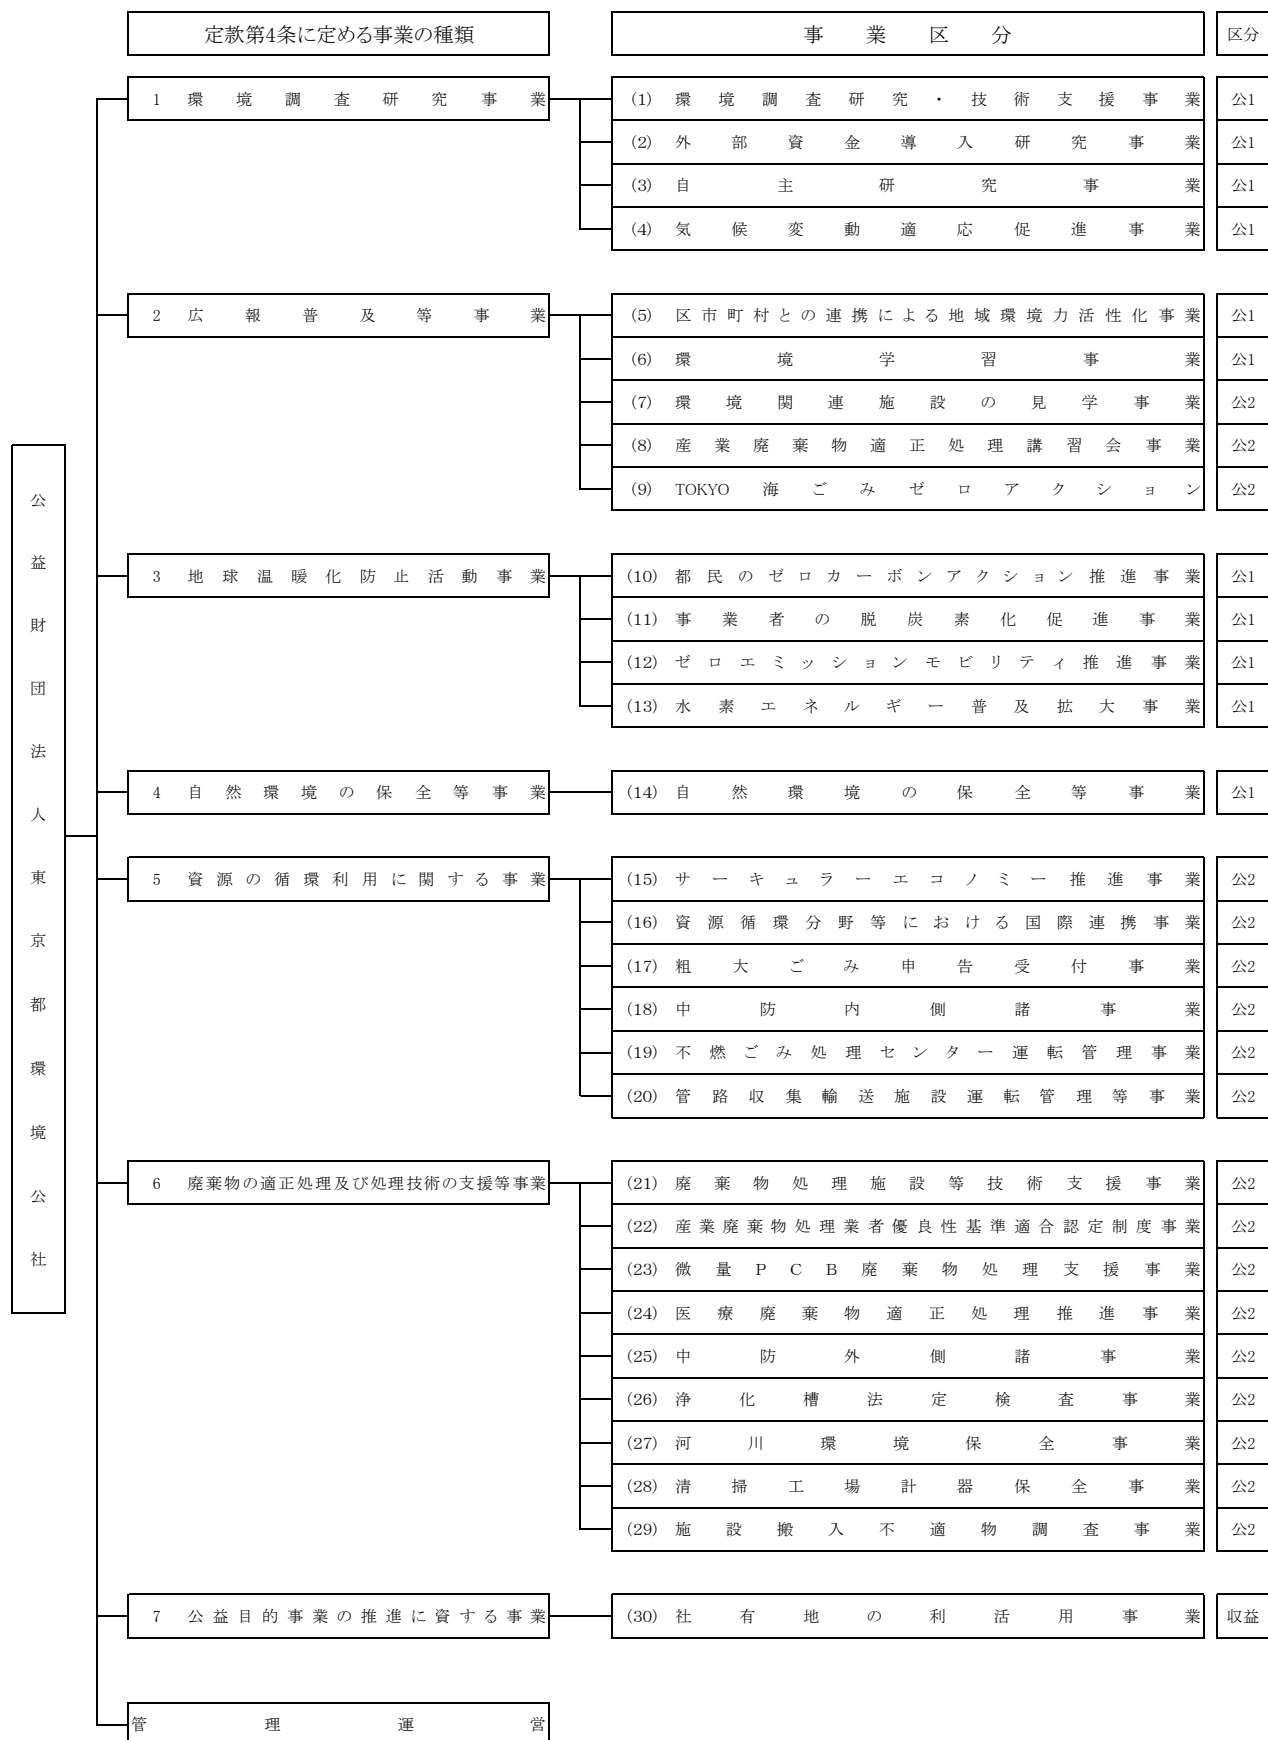 定款第4条に定める事業の種類 事業区分 区分
公益財団法人東京都環境公社
1 環境調査研究事業 (1) 環境調査研究・技術支援事業 公1
(2) 外部資金導入研究事業 公1
(3) 自主研究事業 公1
(4) 気候変動適応促進事業 公1
2 広報普及等事業 (5) 区市町村との連携による地域環境力活性化事業 公1
(6) 環境学習事業 公1
(7) 環境関連施設の見学事業 公2
(8) 産業廃棄物適正処理講習会事業 公2
(9) TOKYO 海ごみゼロアクション 公2
3 地球温暖化防止活動事業 (10) 都民のゼロカーボンアクション推進事業 公1
(11) 事業者の脱炭素化促進事業 公1
(12) ゼロエミッションモビリティ推進事業 公1
(13) 水素エネルギー普及拡大事業 公1
4 自然環境の保全等事業 (14) 自然環境の保全等事業 公1
5 資源の循環利用に関する事業 (15) サーキュラーエコノミー推進事業 公2
(16) 資源循環分野等における国際連携事業 公2
(17) 粗大ごみ申告受付事業 公2
(18) 中防内側諸事業 公2
(19) 不燃ごみ処理センター運転管理事業 公2
(20) 管路収集輸送施設運転管理等事業 公2
6 廃棄物の適正処理及び処理技術の支援等事業 (21) 廃棄物処理施設等技術支援事業 公2
(22) 産業廃棄物処理業者優良性基準適合認定制度事業 公2
(23) 微量PCB廃棄物処理支援事業 公2
(24) 医療廃棄物適正処理推進事業 公2
(25) 中防外側諸事業 公2
(26) 浄化槽法定検査事業 公2
(27) 河川環境保全事業 公2
(28) 清掃工場計器保全事業 公2
(29) 施設搬入不適物調査事業 公2
7 公益目的事業の推進に資する事業 (30) 社有地の利活用事業 収益
管理運営